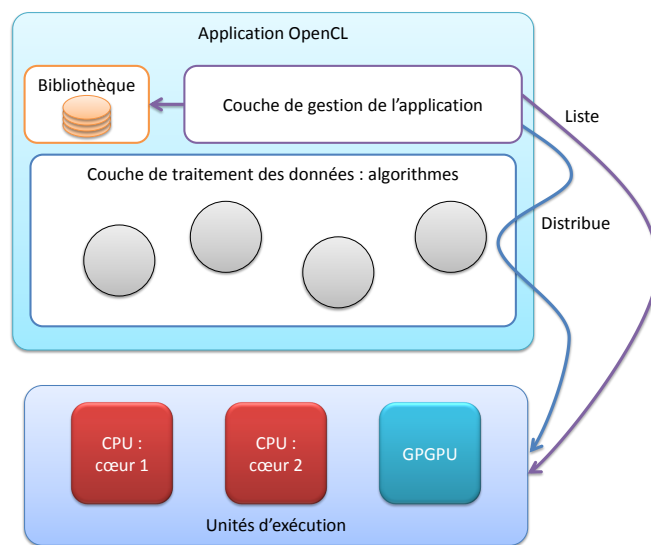 Application OpenCL
Bibliothèque
Couche de gestion de l’application
Liste
Couche de traitement des données : algorithmes
Distribue
CPU :
cœur 1
CPU :
cœur 2
GPGPU
Unités d’exécution